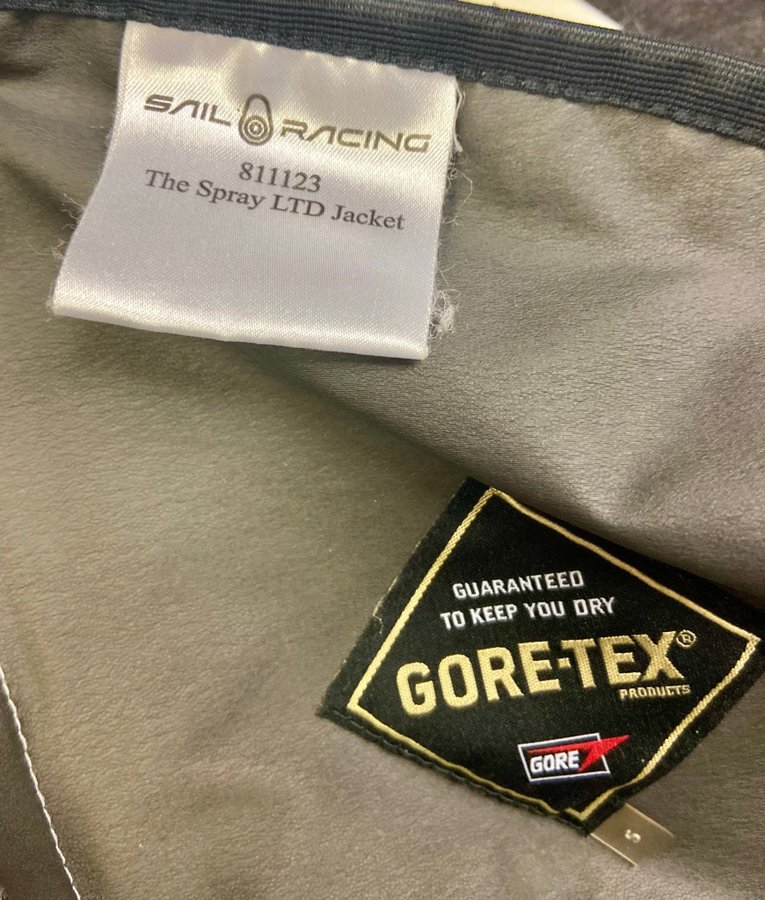 SAIL RACING
811123
The Spray LTD Jacket
GUARANTEED
TO KEEP YOU DRY
GORE-TEX®
PRODUCTS
GORE
S